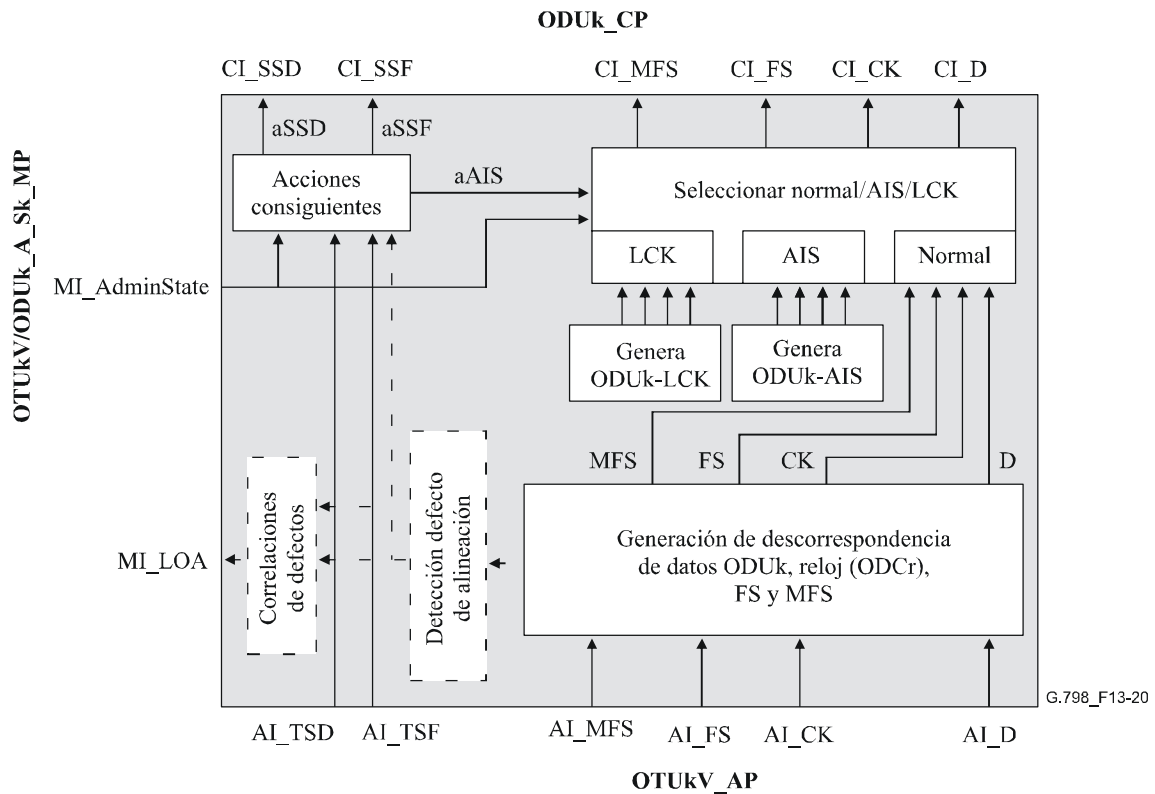 ODUk_CP
CI_SSD
CI_SSF
CI_MFS
CI_FS
CI_CK
CI_D
aSSD
aSSF
Acciones
consiguientes
aAIS
Seleccionar normal/AIS/LCK
LCK
AIS
Normal
OTUkV/ODUk_A_Sk_MP
MI_AdminState
Genera
ODUk-LCK
Genera
ODUk-AIS
MFS
FS
CK
D
Correlaciones
de defectos
Detección defecto
de alineación
MI_LOA
Generación de descorrespondencia
de datos ODUk, reloj (ODCr),
FS y MFS
G.798_F13-20
AI_TSD
AI_TSF
AI_MFS
AI_FS
AI_CK
AI_D
OTUkV_AP